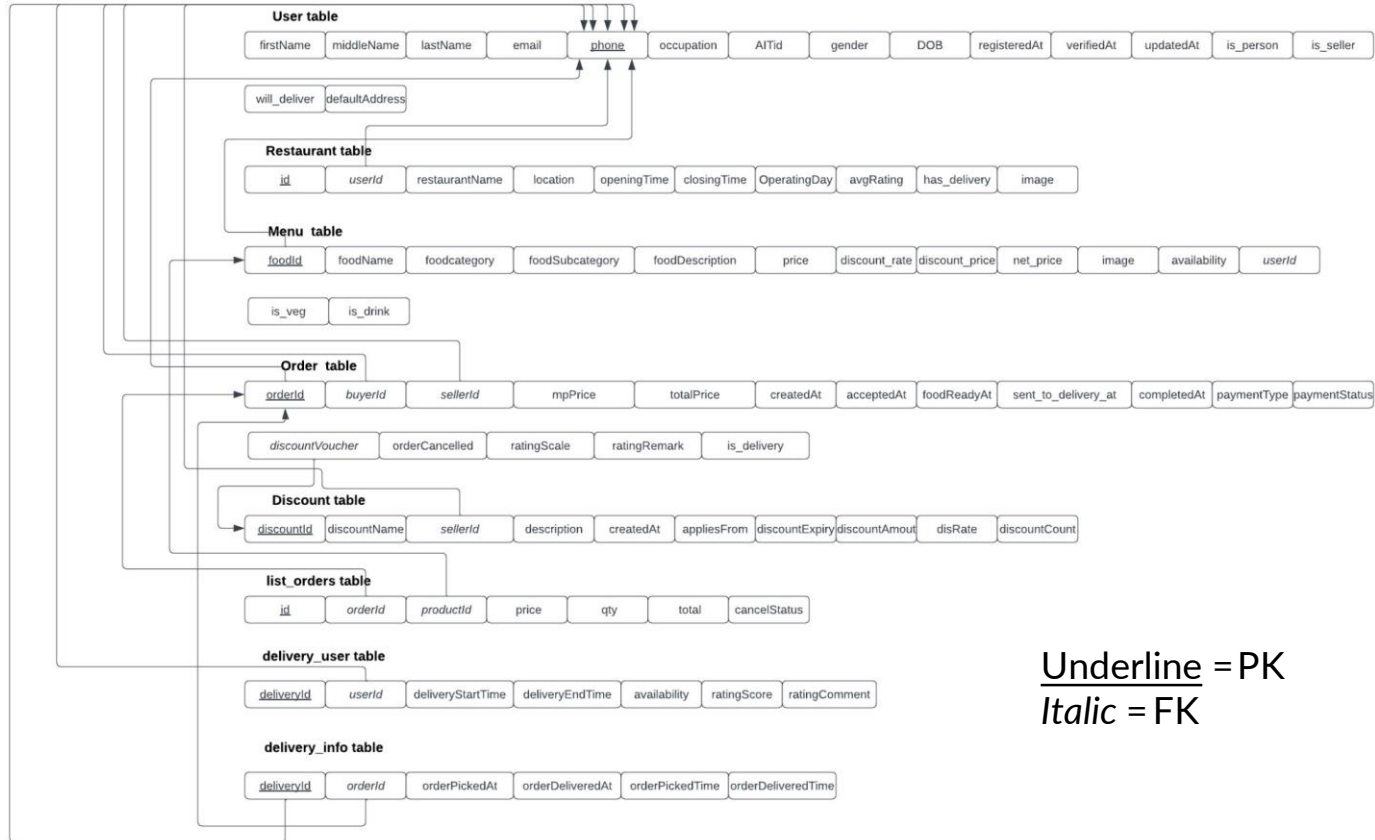 User table
firstName middleName lastName email phone occupation AITid gender DOB registeredAt verifiedAt updatedAt is_person is_seller
will_deliver defaultAddress
Restaurant table
id userId restaurantName location openingTime closingTime OperatingDay avgRating has_delivery image
Menu table
foodId foodName foodcategory foodSubcategory foodDescription price discount_rate discount_price net_price image availability userId
is_veg is_drink
Order table
orderId buyerId sellerId mpPrice totalPrice createdAt acceptedAt foodReadyAt sent_to_delivery_at completedAt paymentType paymentStatus
discountVoucher orderCancelled ratingScale ratingRemark is_delivery
Discount table
discountId discountName sellerId description createdAt appliesFrom discountExpiry discountAmout disRate discountCount
list_orders table
id orderId productId price qty total cancelStatus
delivery_user table
deliveryId userId deliveryStartTime deliveryEndTime availability ratingScore ratingComment
Underline = PK
Italic = FK
delivery_info table
deliveryId orderId orderPickedAt orderDeliveredAt orderPickedTime orderDeliveredTime